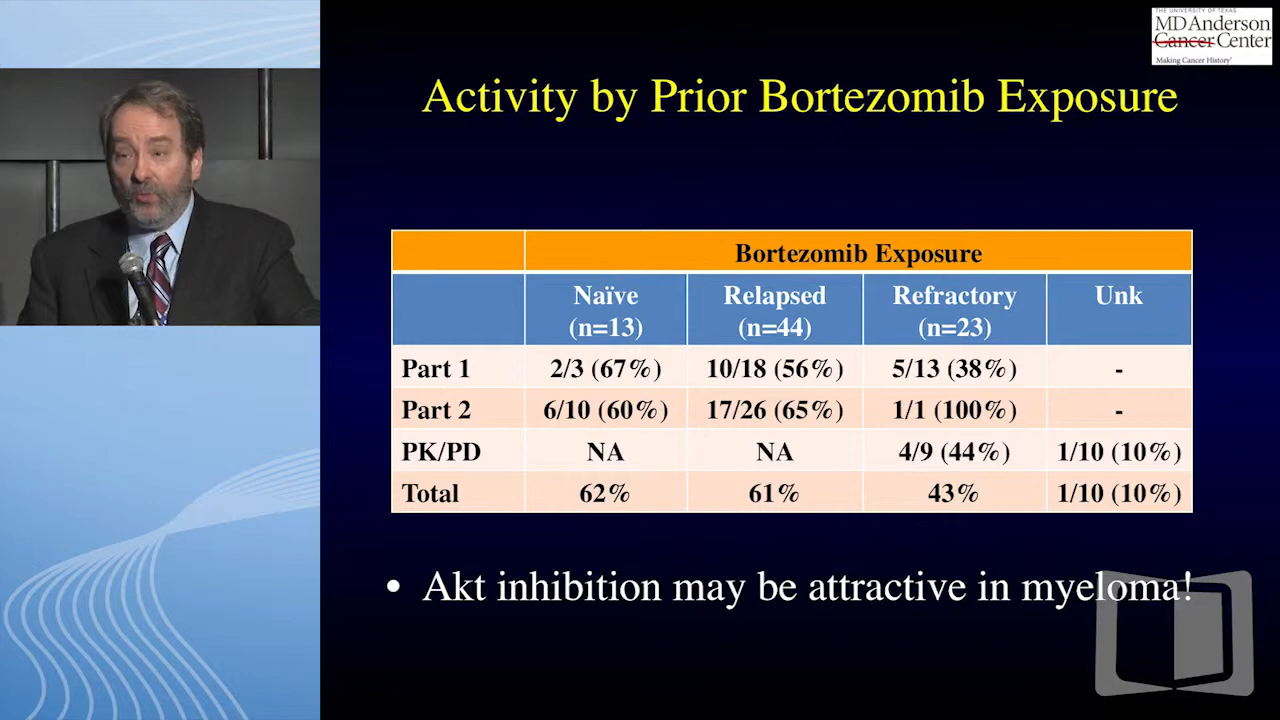 THE UNIVERSITY OF TEXAS
MD Anderson
Cancer Center
Making Cancer History®
Activity by Prior Bortezomib Exposure
Bortezomib Exposure
Naïve (n=13) Relapsed (n=44) Refractory (n=23) Unk
Part 1 2/3 (67%) 10/18 (56%) 5/13 (38%) -
Part 2 6/10 (60%) 17/26 (65%) 1/1 (100%) -
PK/PD NA NA 4/9 (44%) 1/10 (10%)
Total 62% 61% 43% 1/10 (10%)
• Akt inhibition may be attractive in myeloma!